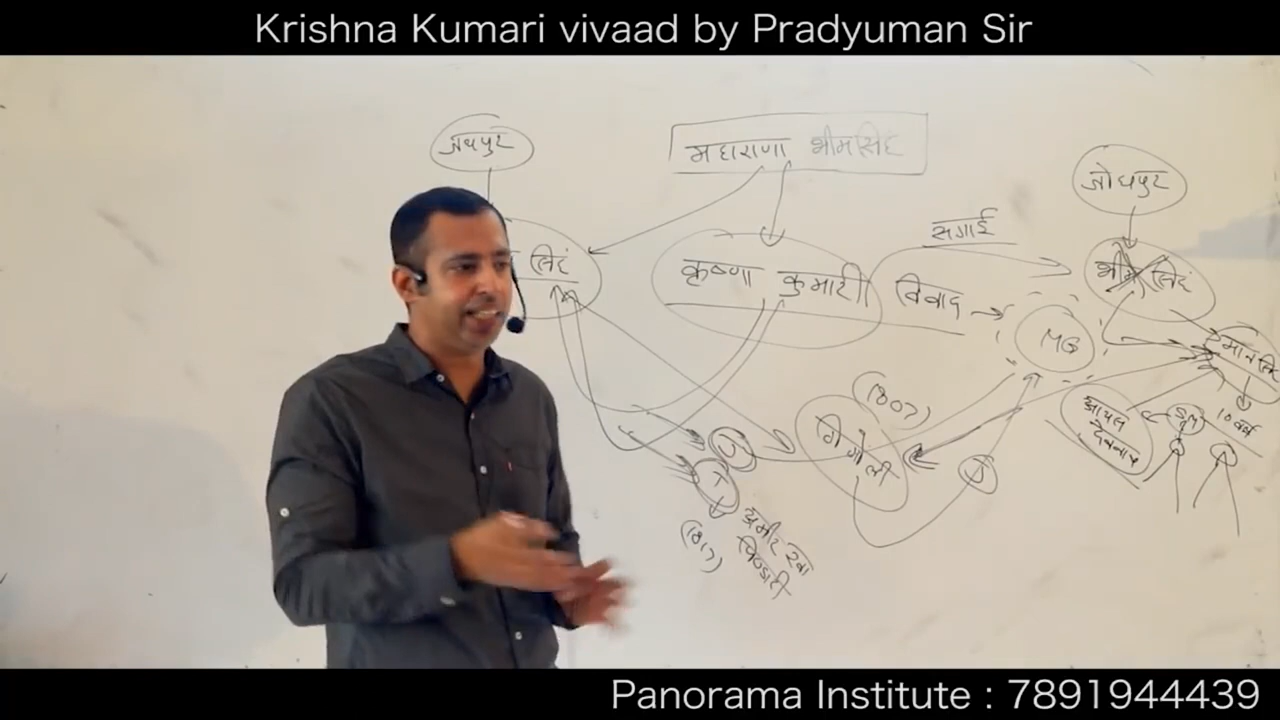 Krishna Kumari vivaad by Pradyuman Sir
जयपुर
महाराणा भीमसिंह
जोधपुर
सगाई
सिंह
कृष्णा कुमारी विवाद
भीमसिंह
मानसिंह
(1807)
गिंगोली
आयस
देवनाथ
10 वर्ष
अमीर खां
पिण्डारी
(1817)
Panorama Institute : 7891944439